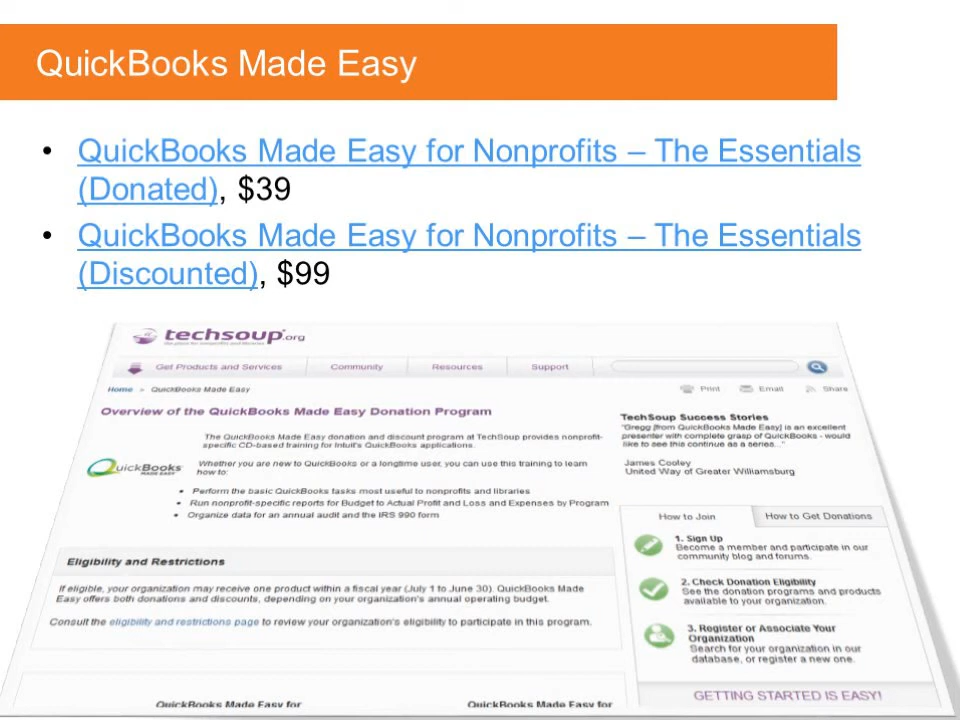 QuickBooks Made Easy
• QuickBooks Made Easy for Nonprofits – The Essentials
(Donated), $39
• QuickBooks Made Easy for Nonprofits – The Essentials
(Discounted), $99
techsoup.org
the place for nonprofits and libraries
Get Products and Services
Community
Resources
Support
Home » QuickBooks Made Easy
Print
Email
Share
Overview of the QuickBooks Made Easy Donation Program
The QuickBooks Made Easy donation and discount program at TechSoup provides nonprofit-
specific CD-based training for Intuit's QuickBooks applications.
QuickBooks
MADE EASY
Whether you are new to QuickBooks or a longtime user, you can use this training to learn
how to:
• Perform the basic QuickBooks tasks most useful to nonprofits and libraries
• Run nonprofit-specific reports for Budget to Actual Profit and Loss and Expenses by Program
• Organize data for an annual audit and the IRS 990 form
Eligibility and Restrictions
If eligible, your organization may receive one product within a fiscal year (July 1 to June 30). QuickBooks Made
Easy offers both donations and discounts, depending on your organization's annual operating budget.
Consult the eligibility and restrictions page to review your organization's eligibility to participate in this program.
QuickBooks Made Easy for
QuickBooks Made Easy for
TechSoup Success Stories
"Gregg [from QuickBooks Made Easy] is an excellent
presenter with complete grasp of QuickBooks - would
like to see this continue as a series..."
James Cooley
United Way of Greater Williamsburg
How to Join
How to Get Donations
1. Sign Up
Become a member and participate in our
community blog and forums.
2. Check Donation Eligibility
See the donation programs and products
available to your organization.
3. Register or Associate Your
Organization
Search for your organization in our
database, or register a new one.
GETTING STARTED IS EASY!